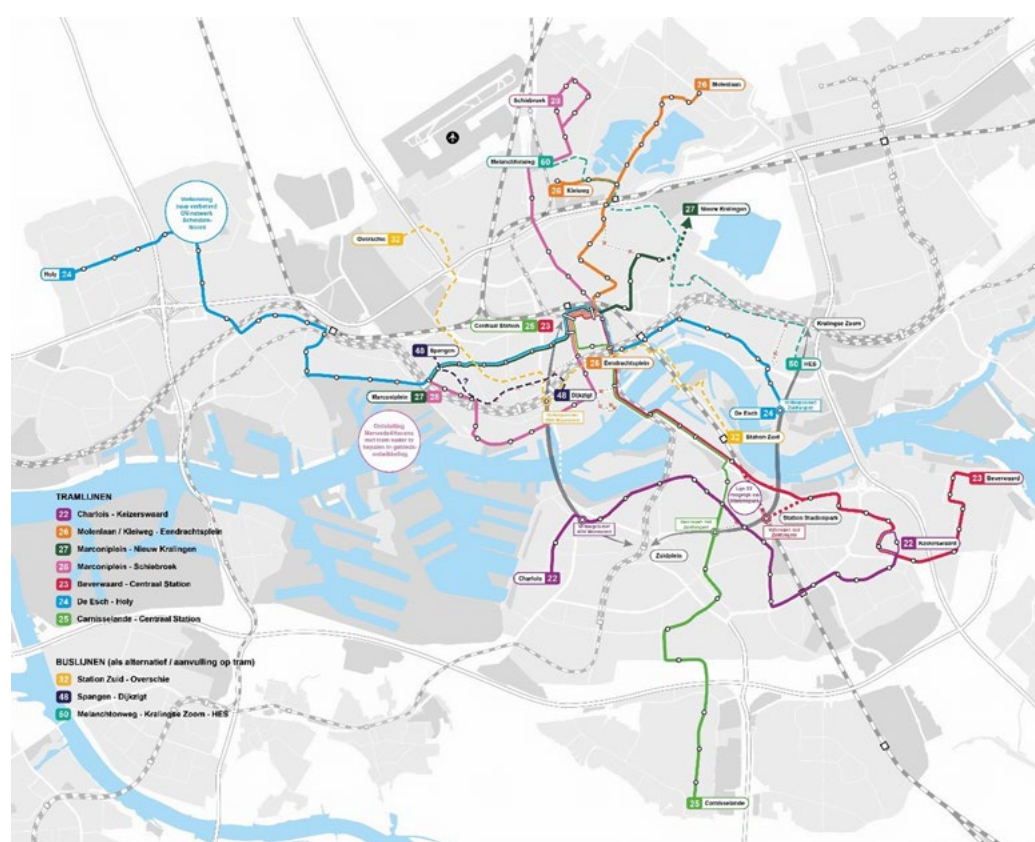 26 Molenlaan
Schiebroek 28
Melanchtonweg 50
26 Kleiweg
27 Nieuw Kralingen
Verkenning
naar verbeterd
OV-netwerk
Schiedam-
Noord
Overschie 32
Holy 24
Centraal Station 25 23
Kralingse Zoom
48 Spangen
26 Eendrachtsplein
50 HES
Marconiplein 27 28
48 Dijkzigt
De Esch 24
32 Station Zuid
TRAMLIJNEN
22 Charlois - Keizerswaard
26 Molenlaan / Kleiweg - Eendrachtsplein
27 Marconiplein - Nieuw Kralingen
28 Marconiplein - Schiebroek
23 Beverwaard - Centraal Station
24 De Esch - Holy
25 Carnisselande - Centraal Station
23 Beverwaard
Station Stadionpark
22 Keizerswaard
Zuidplein
Charlois 22
BUSLIJNEN (als alternatief / aanvulling op tram)
32 Station Zuid - Overschie
48 Spangen - Dijkzigt
50 Melanchtonweg - Kralingse Zoom - HES
25 Carnisselande